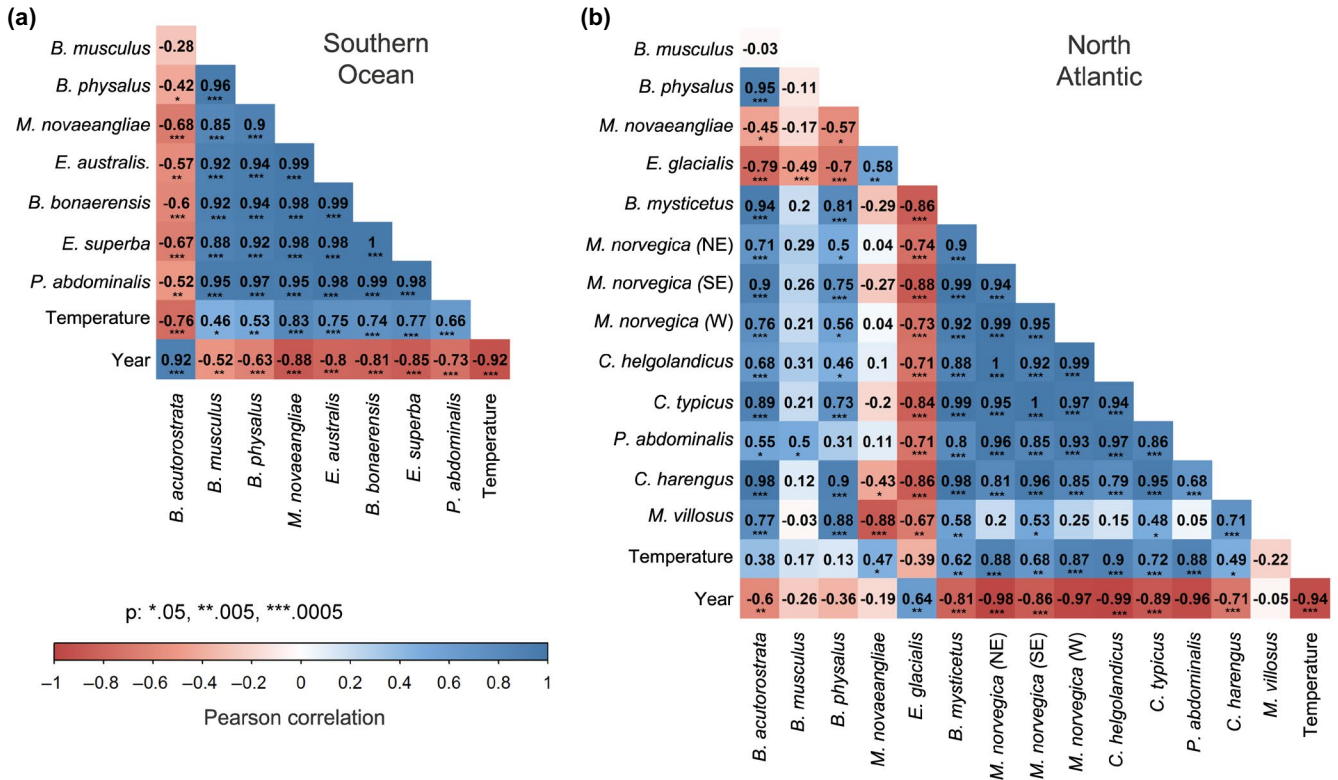 (a)
Southern
Ocean
B. musculus -0.28
B. physalus -0.42 0.96
* ***
M. novaeangliae -0.68 0.85 0.9
*** *** ***
E. australis. -0.57 0.92 0.94 0.99
** *** *** ***
B. bonaerensis -0.6 0.92 0.94 0.98 0.99
*** *** *** *** ***
E. superba -0.67 0.88 0.92 0.98 0.98 1
*** *** *** *** *** ***
P. abdominalis -0.52 0.95 0.97 0.95 0.98 0.99 0.98
** *** *** *** *** *** ***
Temperature -0.76 0.46 0.53 0.83 0.75 0.74 0.77 0.66
*** * ** *** *** *** *** ***
Year 0.92 -0.52 -0.63 -0.88 -0.8 -0.81 -0.85 -0.73 -0.92
*** ** *** *** *** *** *** *** ***
B. autorostrata
B. musculus
B. physalus
M. novaeangliae
E. australis
B. bonaerensis
E. superba
P. abdominalis
Temperature
p: *.05, **.005, ***.0005
–1 –0.8 –0.6 –0.4 –0.2 0 0.2 0.4 0.6 0.8 1
Pearson correlation
(b)
North
Atlantic
B. musculus -0.03
B. physalus 0.95 -0.11
***
M. novaeangliae -0.45 -0.17 -0.57
* *
E. glacialis -0.79 -0.49 -0.7 0.58
*** *** *** **
B. mysticetus 0.94 0.2 0.81 -0.29 -0.86
*** *** ***
M. norvegica (NE) 0.71 0.29 0.5 0.04 -0.74 0.9
*** * *** ***
M. norvegica (SE) 0.9 0.26 0.75 -0.27 -0.88 0.99 0.94
*** *** *** *** ***
M. norvegica (W) 0.76 0.21 0.56 0.04 -0.73 0.92 0.99 0.95
*** * *** *** *** ***
C. helgolandicus 0.68 0.31 0.46 0.1 -0.71 0.88 1 0.92 0.99
*** * *** *** *** *** ***
C. typicus 0.89 0.21 0.73 -0.2 -0.84 0.99 0.95 1 0.97 0.94
*** *** *** *** *** *** *** ***
P. abdominalis 0.55 0.5 0.31 0.11 -0.71 0.8 0.96 0.85 0.93 0.97 0.86
* * *** *** *** *** *** *** ***
C. harengus 0.98 0.12 0.9 -0.43 -0.86 0.98 0.81 0.96 0.85 0.79 0.95 0.68
*** *** * *** *** *** *** *** *** *** ***
M. villosus 0.77 -0.03 0.88 -0.88 -0.67 0.58 0.2 0.53 0.25 0.15 0.48 0.05 0.71
*** *** *** ** ** * * ***
Temperature 0.38 0.17 0.13 0.47 -0.39 0.62 0.88 0.68 0.87 0.9 0.72 0.88 0.49 -0.22
* ** *** ** *** *** *** *** *
Year -0.6 -0.26 -0.36 -0.19 0.64 -0.81 -0.98 -0.86 -0.97 -0.99 -0.89 -0.96 -0.71 -0.05 -0.94
** ** *** *** *** *** *** *** ***
B. acutorostrata
B. musculus
B. physalus
M. novaeangliae
E. glacialis
B. mysticetus
M. norvegica (NE)
M. norvegica (SE)
M. norvegica (W)
C. helgolandicus
C. typicus
P. abdominalis
C. harengus
M. villosus
Temperature